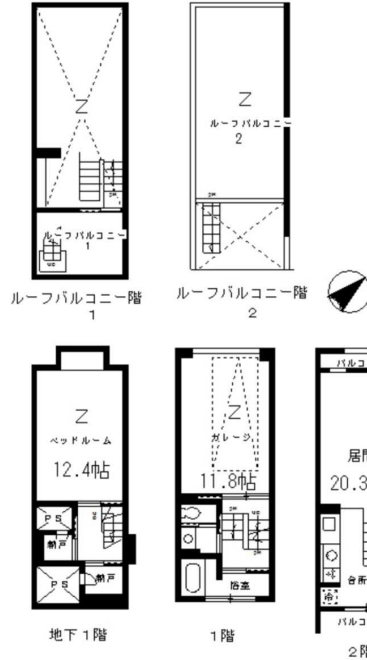 ルーフバルコニー
1
ルーフバルコニー階
1
ルーフバルコニー
2
DN
ルーフバルコニー階
2
ベッドルーム
12.4帖
PS
納戸
PS
納戸
地下1階
ガレージ
11.8帖
浴室
1階
バルコ
居間
20.3
台所
冷
バルコ
2階